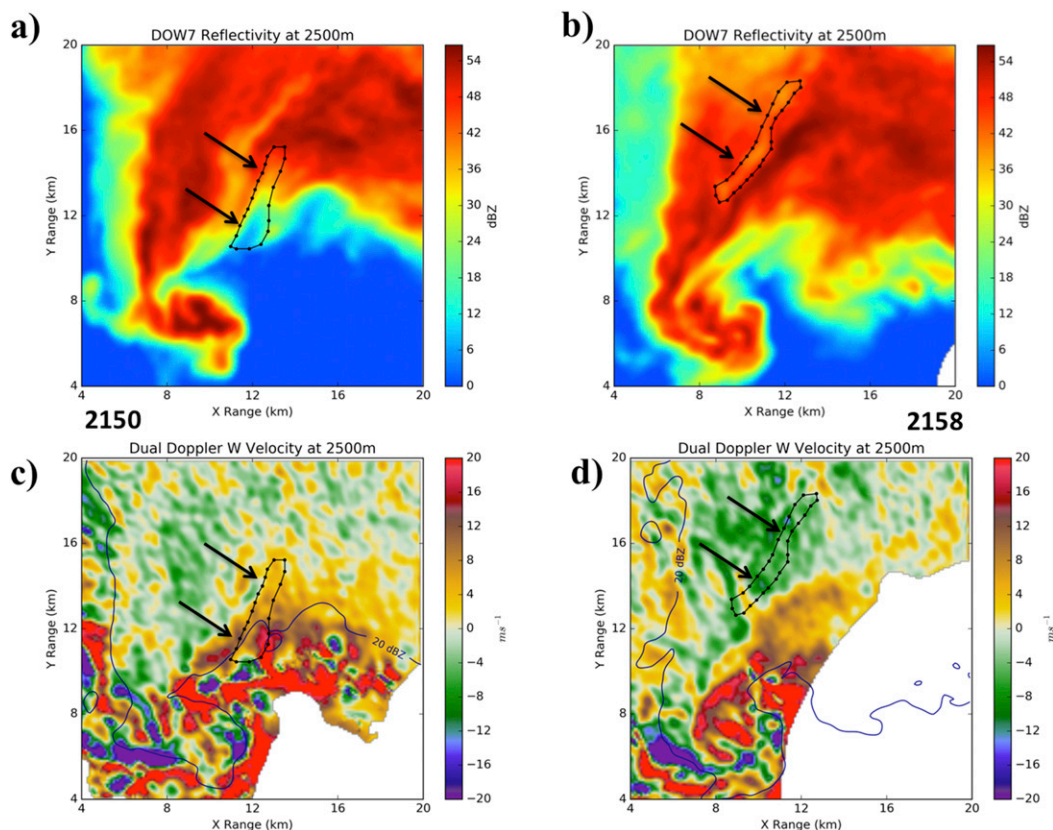 a)
DOW7 Reflectivity at 2500m
20
16
12
8
4
4 8 12 16 20
Y Range (km)
X Range (km)
54
48
42
36
30
24
18
12
6
0
dBZ
b)
DOW7 Reflectivity at 2500m
20
16
12
8
4
4 8 12 16 20
Y Range (km)
X Range (km)
54
48
42
36
30
24
18
12
6
0
dBZ
2150
2158
c)
Dual Doppler W Velocity at 2500m
20
16
12
8
4
4 8 12 16 20
Y Range (km)
X Range (km)
20 dBZ
20
16
12
8
4
0
−4
−8
−12
−16
−20
ms⁻¹
d)
Dual Doppler W Velocity at 2500m
20
16
12
8
4
4 8 12 16 20
Y Range (km)
X Range (km)
20 dBZ
20
16
12
8
4
0
−4
−8
−12
−16
−20
ms⁻¹